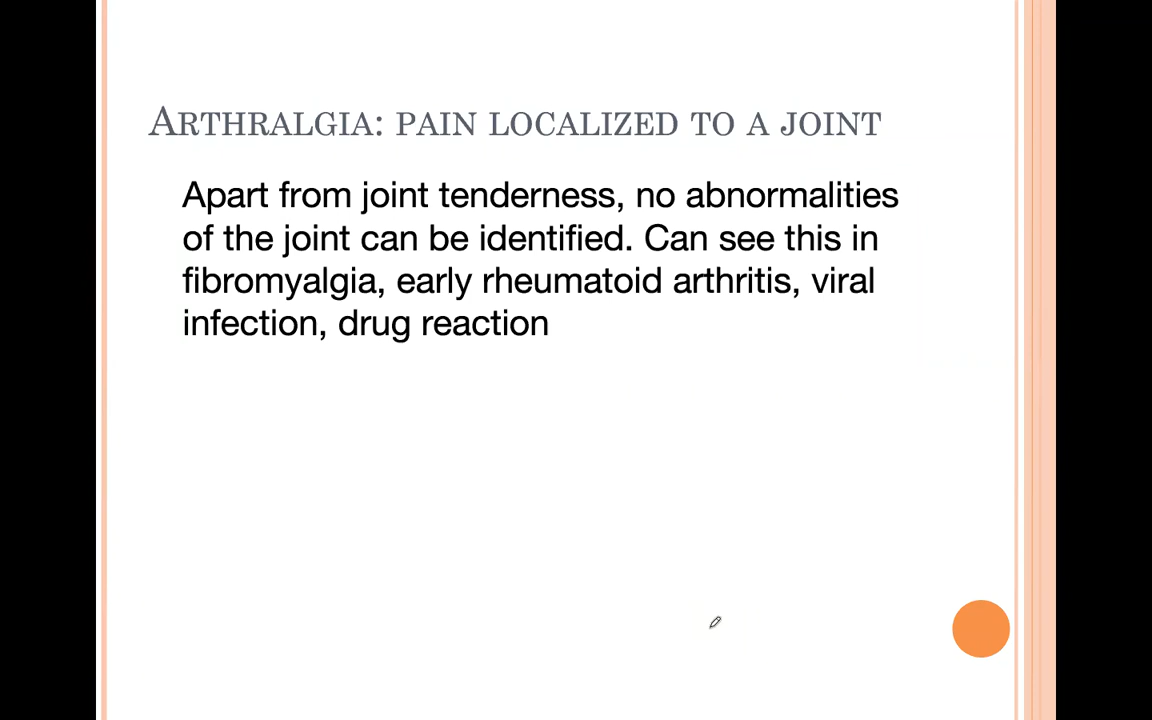 ARTHRALGIA: PAIN LOCALIZED TO A JOINT
Apart from joint tenderness, no abnormalities
of the joint can be identified. Can see this in
fibromyalgia, early rheumatoid arthritis, viral
infection, drug reaction